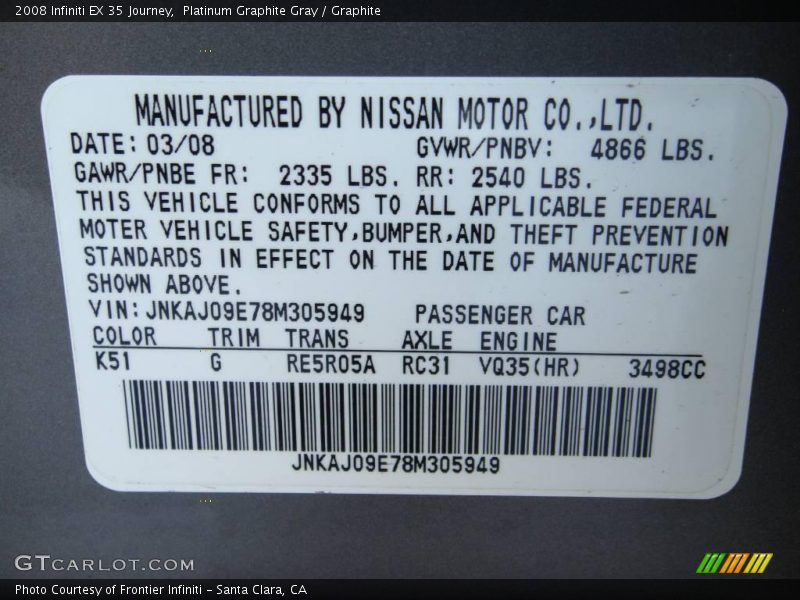 2008 Infiniti EX 35 Journey,  Platinum Graphite Gray / Graphite
MANUFACTURED BY NISSAN MOTOR CO.,LTD.
DATE: 03/08 GVWR/PNBV: 4866 LBS.
GAWR/PNBE FR: 2335 LBS. RR: 2540 LBS.
THIS VEHICLE CONFORMS TO ALL APPLICABLE FEDERAL
MOTER VEHICLE SAFETY,BUMPER,AND THEFT PREVENTION
STANDARDS IN EFFECT ON THE DATE OF MANUFACTURE
SHOWN ABOVE.
VIN: JNKAJ09E78M305949 PASSENGER CAR
COLOR TRIM TRANS AXLE ENGINE
K51 G RE5R05A RC31 VQ35(HR) 3498CC
JNKAJ09E78M305949
GTCARLOT.COM
Photo Courtesy of Frontier Infiniti - Santa Clara, CA